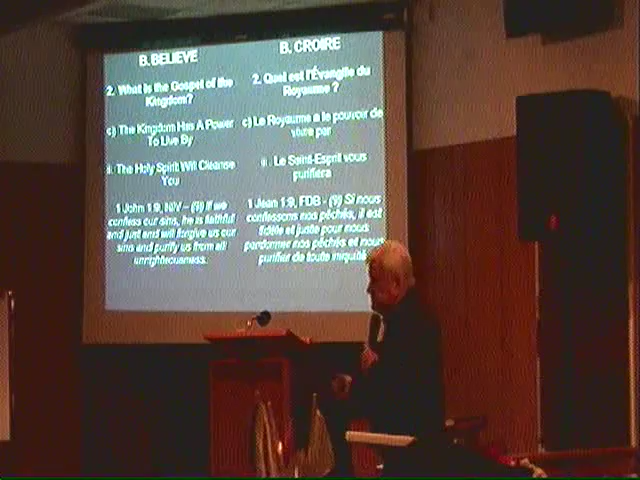 B. BELIEVE
2. What Is the Gospel of the
Kingdom?
c) The Kingdom Has A Power
To Live By
ii. The Holy Spirit Will Cleanse
You
1 John 1:9, NIV – (9) If we
confess our sins, he is faithful
and just and will forgive us our
sins and purify us from all
unrighteousness.
B. CROIRE
2. Quel est l'Évangile du
Royaume ?
c) Le Royaume a le pouvoir de
vivre par
ii. Le Saint-Esprit vous
purifiera
1 Jean 1:9, FDB - (9) Si nous
confessons nos péchés, il est
fidèle et juste pour nous
pardonner nos péchés et nous
purifier de toute iniquité.